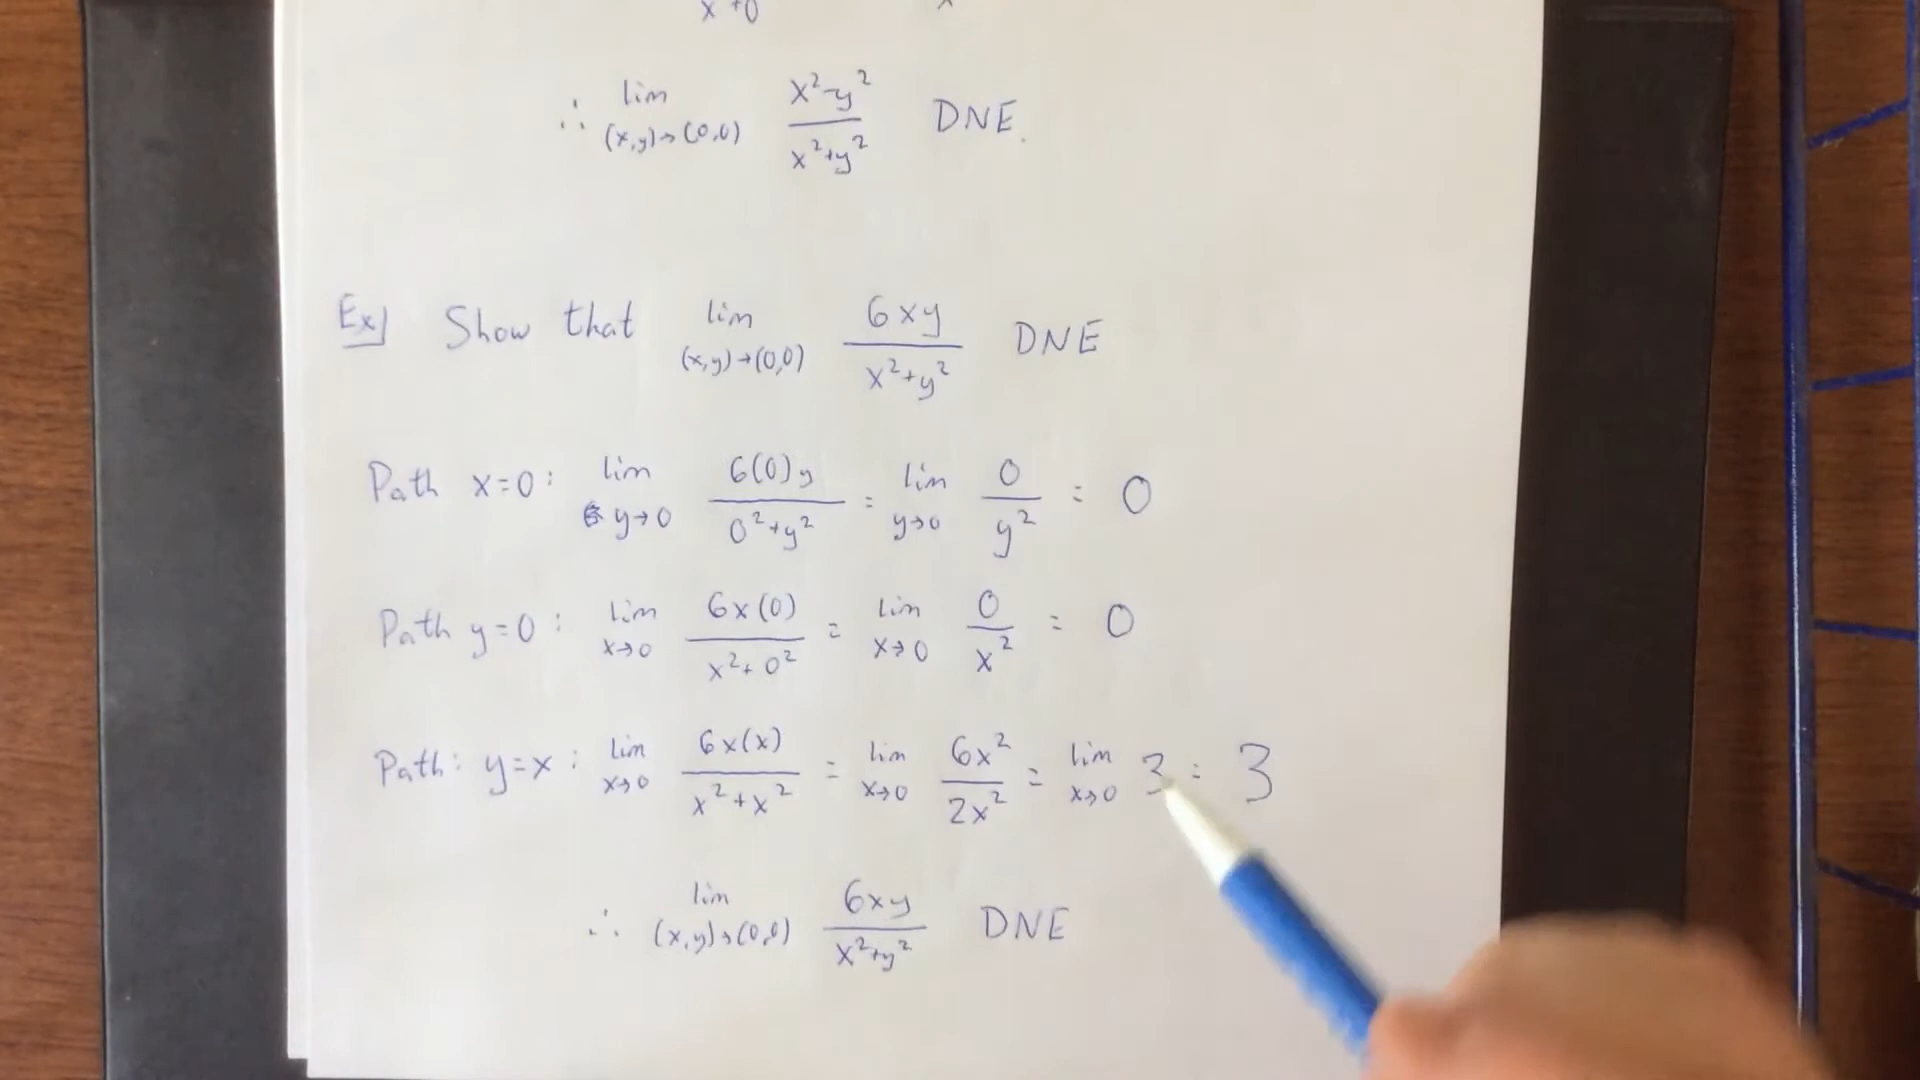 x→0 x
∴ lim (x,y)→(0,0) x²-y² / x²+y² DNE.
Ex] Show that lim (x,y)→(0,0) 6xy / x²+y² DNE
Path x=0: lim y→0 6(0)y / 0²+y² = lim y→0 0 / y² = 0
Path y=0: lim x→0 6x(0) / x²+0² = lim x→0 0 / x² = 0
Path: y=x: lim x→0 6x(x) / x²+x² = lim x→0 6x² / 2x² = lim x→0 3 = 3
∴ lim (x,y)→(0,0) 6xy / x²+y² DNE